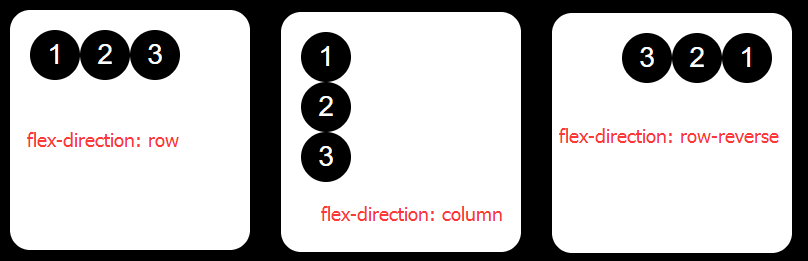 1 2 3
flex-direction: row
1
2
3
flex-direction: column
3 2 1
flex-direction: row-reverse